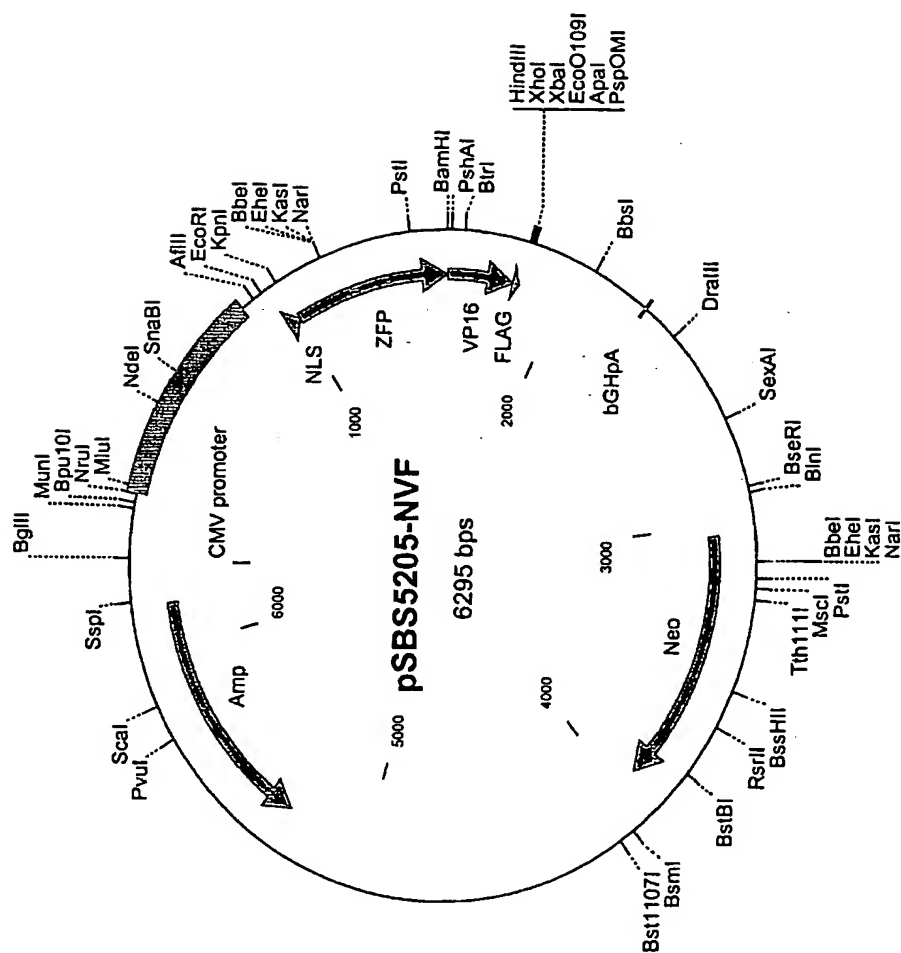 pSBS5205-NVF
6295 bps
BglII
MunI
Bpu10I
NruI
MluI
NdeI
SnaBI
AflII
EcoRI
KpnI
BbeI
EheI
KasI
NarI
PstI
BamHI
PshAI
BtrI
HindIII
XhoI
XbaI
EcoO109I
ApaI
PspOMI
BbsI
DraIII
SexAI
BseRI
BlnI
BbeI
EheI
KasI
NarI
PstI
MscI
Tth111I
BssHII
RsrII
BstBI
BsmI
Bst1107I
PvuI
ScaI
SspI
CMV promoter
NLS
ZFP
VP16
FLAG
bGHpA
Neo
Amp
1000
2000
3000
4000
5000
6000